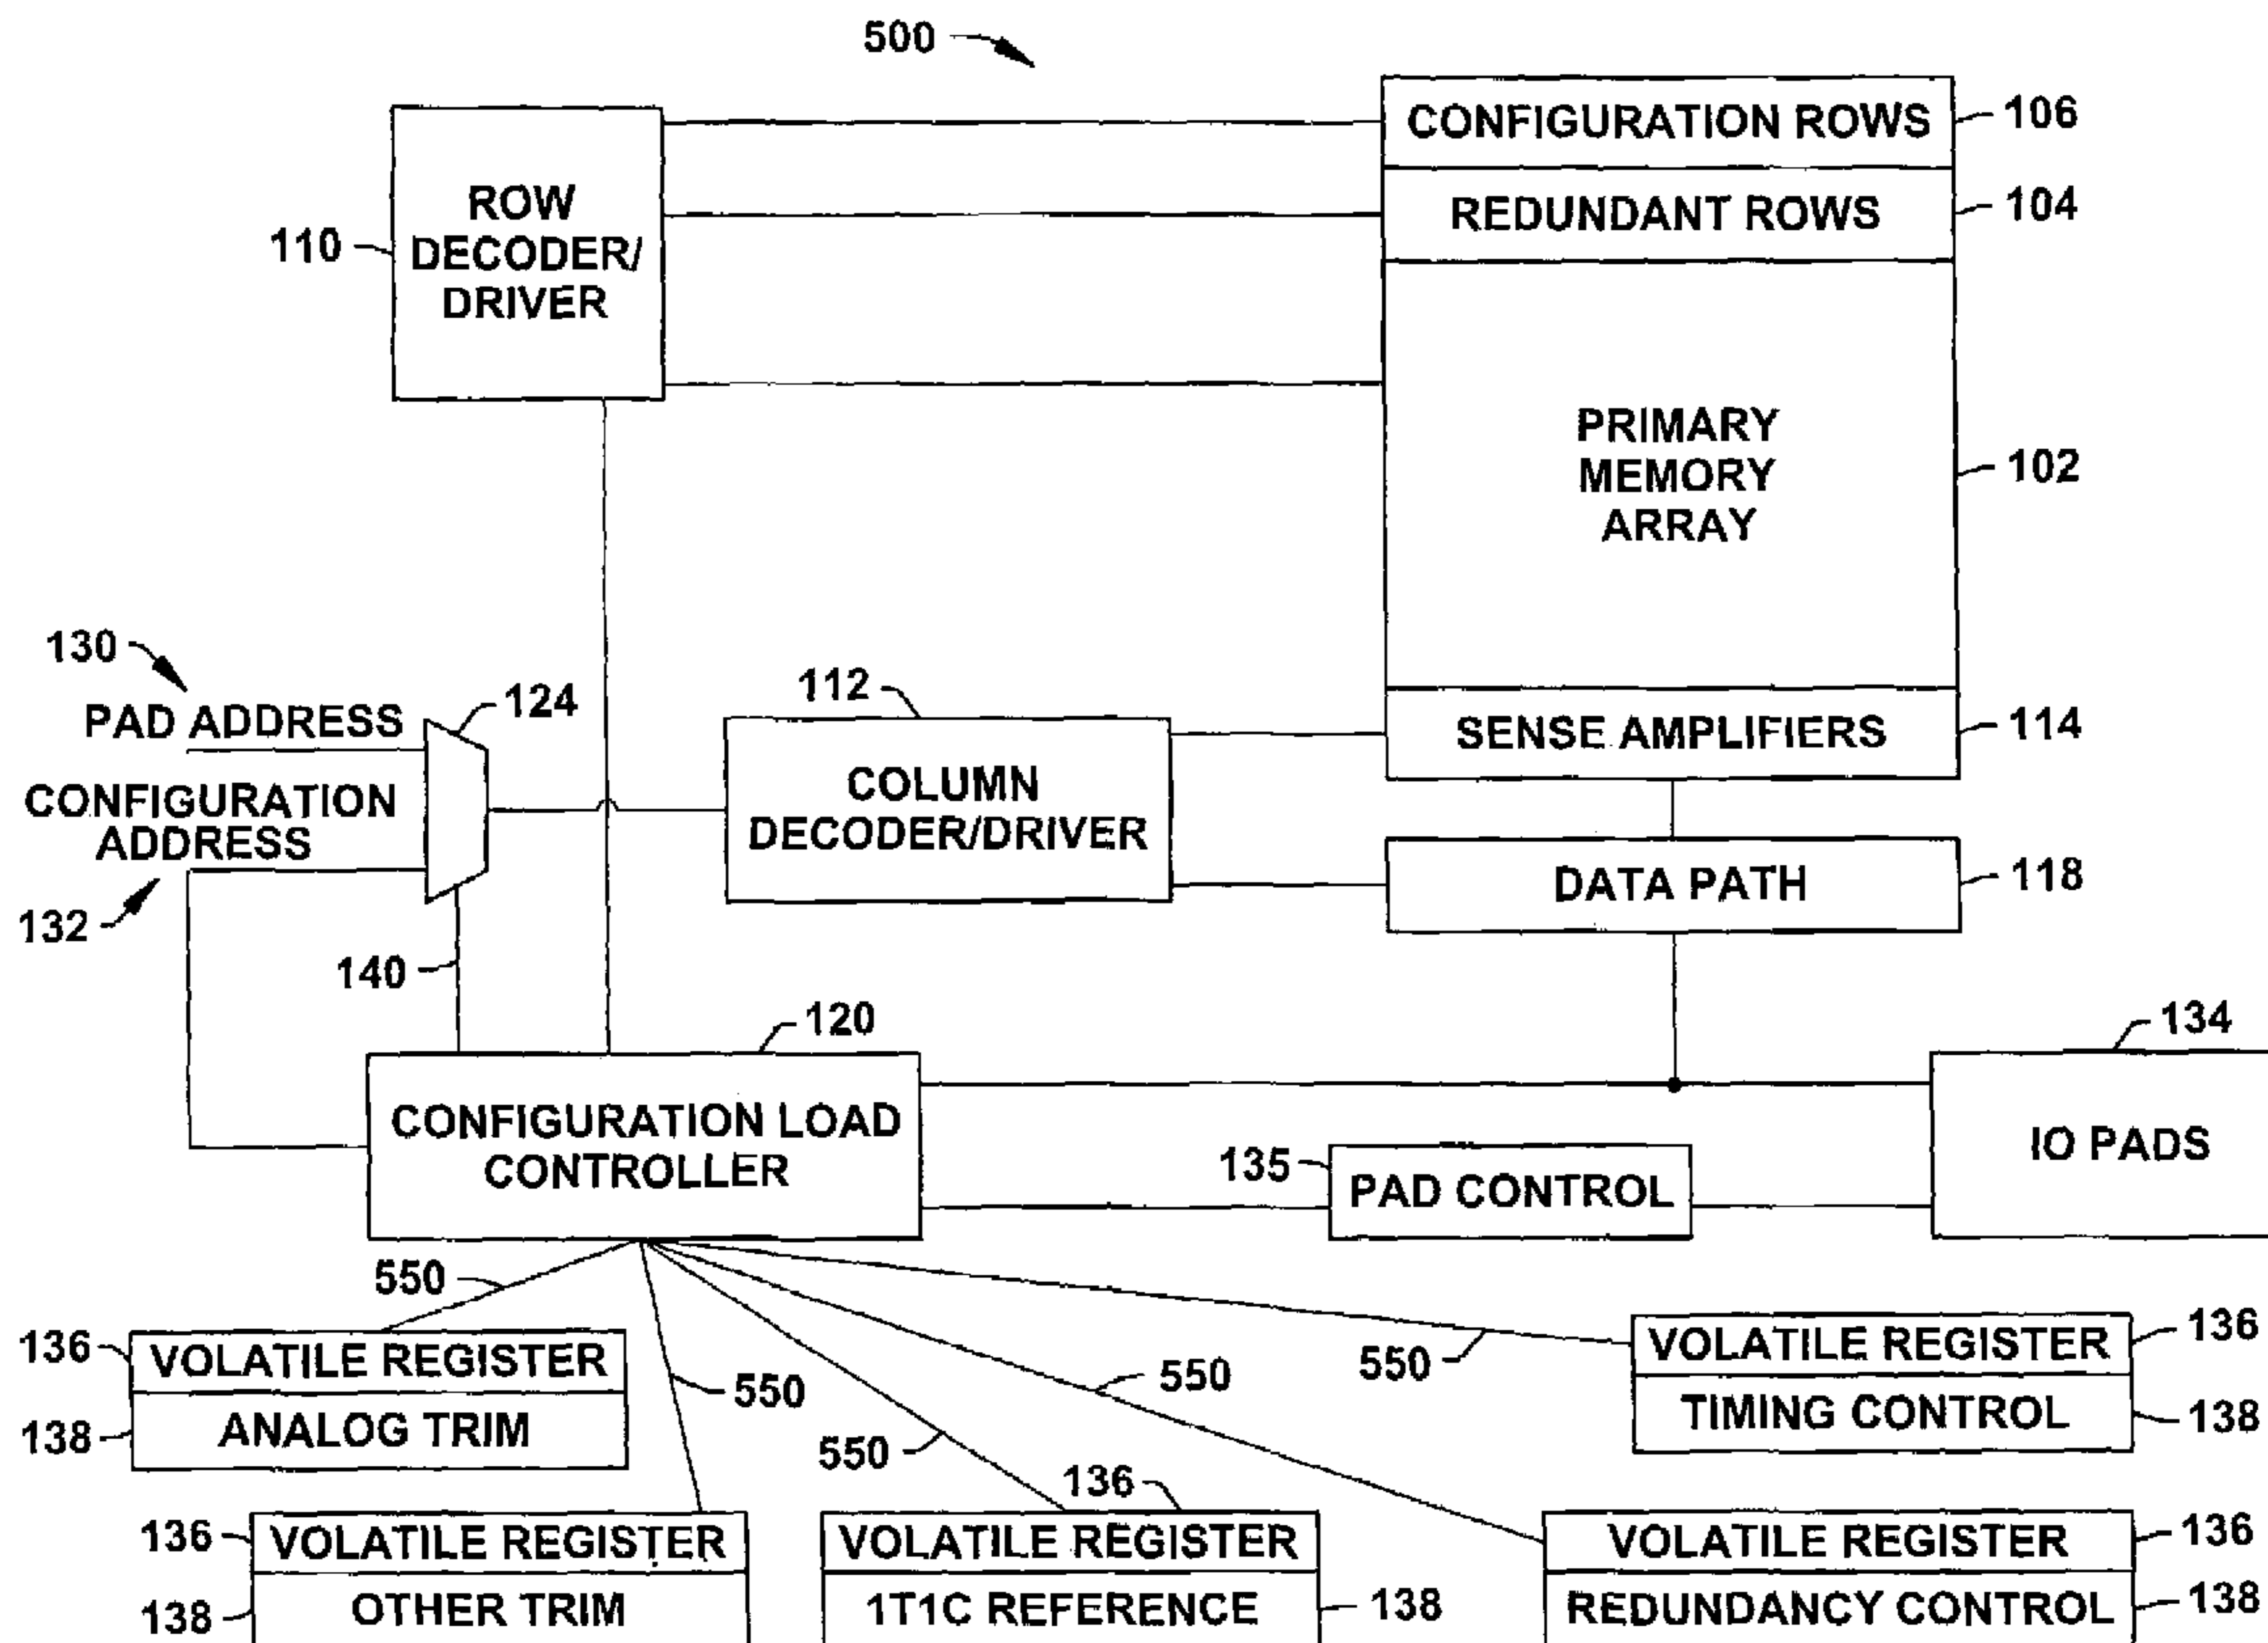 500
CONFIGURATION ROWS
106
ROW
DECODER/
DRIVER
110
REDUNDANT ROWS
104
PRIMARY
MEMORY
ARRAY
102
130
PAD ADDRESS
124
112
SENSE AMPLIFIERS
114
CONFIGURATION
ADDRESS
132
COLUMN
DECODER/DRIVER
DATA PATH
118
140
120
134
CONFIGURATION LOAD
CONTROLLER
135
PAD CONTROL
IO PADS
550
136
VOLATILE REGISTER
138
ANALOG TRIM
550
550
550
550
VOLATILE REGISTER
136
TIMING CONTROL
138
136
VOLATILE REGISTER
138
OTHER TRIM
136
VOLATILE REGISTER
1T1C REFERENCE
138
VOLATILE REGISTER
136
REDUNDANCY CONTROL
138